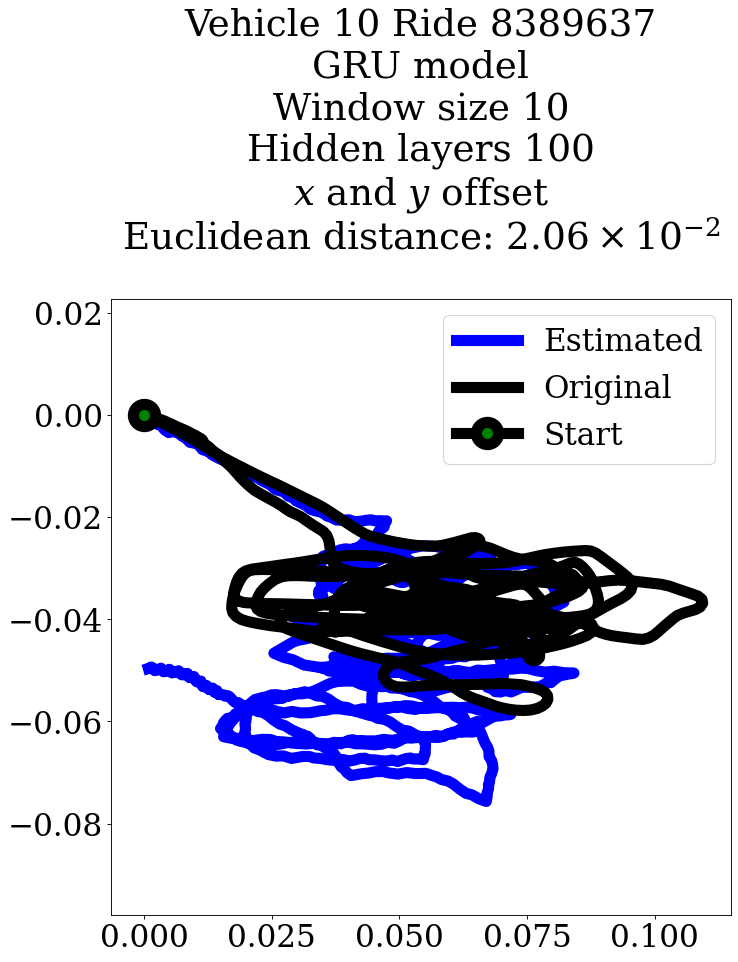 Vehicle 10 Ride 8389637
GRU model
Window size 10
Hidden layers 100
x and y offset
Euclidean distance: 2.06 × 10⁻²
Estimated
Original
Start
0.02
0.00
−0.02
−0.04
−0.06
−0.08
0.000 0.025 0.050 0.075 0.100